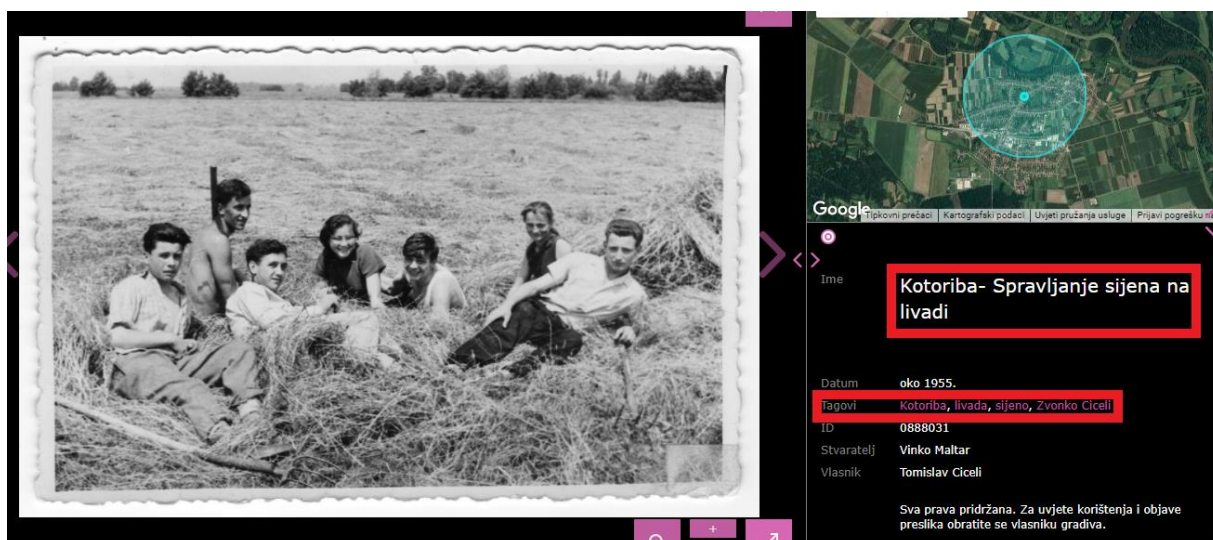 Google
Tipkovni prečaci
Kartografski podaci
Uvjeti pružanja usluge
Prijavi pogrešku
Ime
Kotoriba- Spravljanje sijena na
livadi
Datum
oko 1955.
Tagovi
Kotoriba, livada, sijeno, Zvonko Ciceli
ID
0888031
Stvaratelj
Vinko Maltar
Vlasnik
Tomislav Ciceli
Sva prava pridržana. Za uvjete korištenja i objave
preslika obratite se vlasniku gradiva.